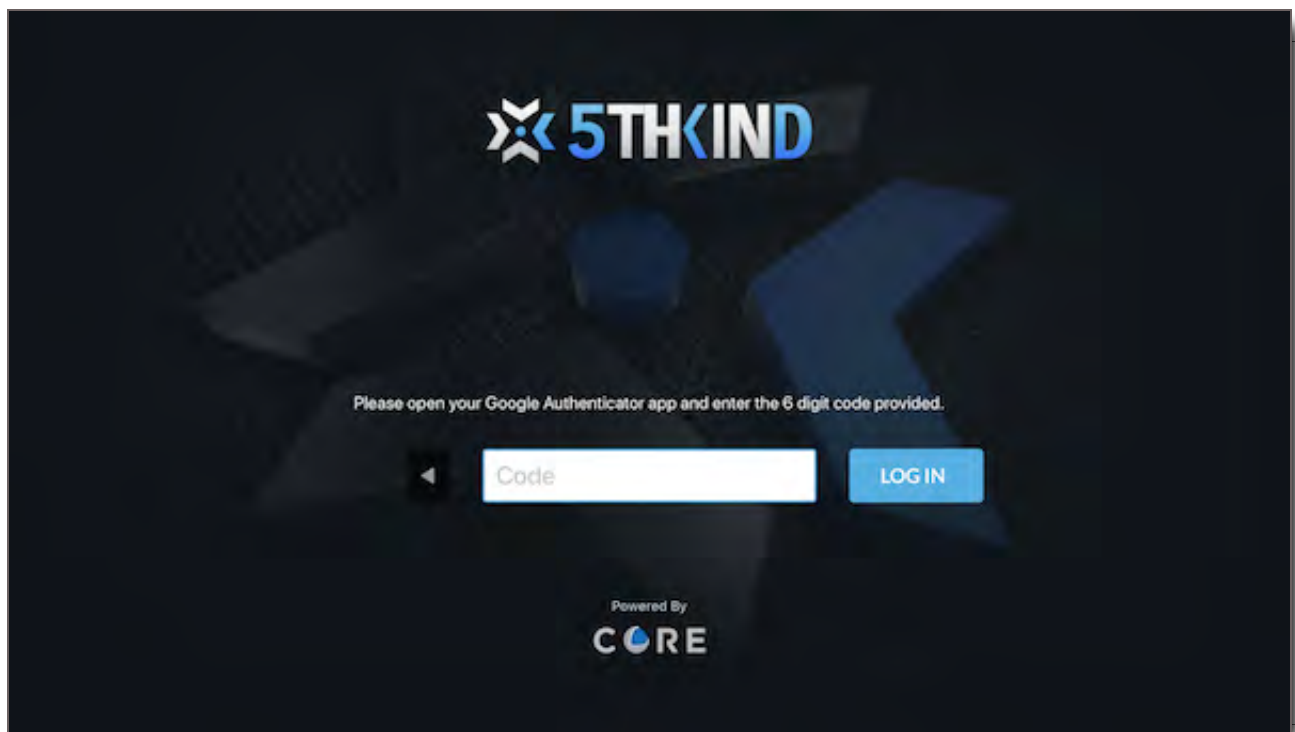 5THKIND
Please open your Google Authenticator app and enter the 6 digit code provided.
Code
LOG IN
Powered By
CORE